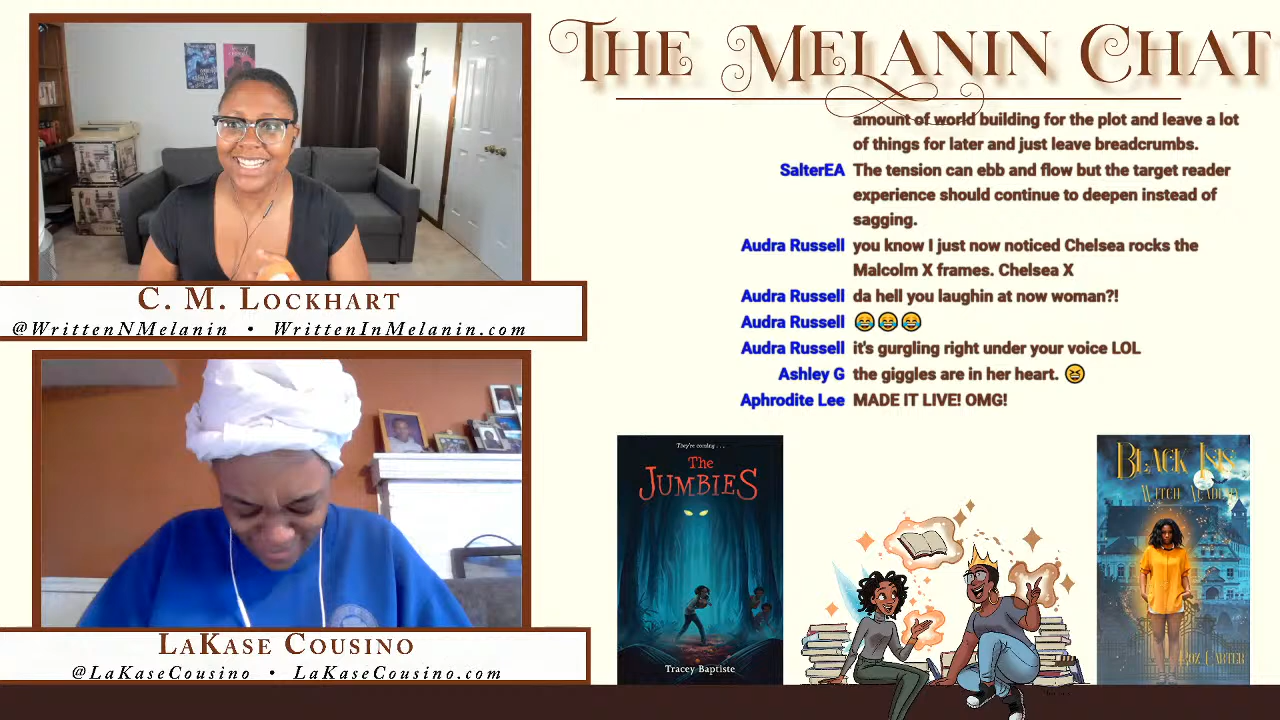 THE MELANIN CHAT
amount of world building for the plot and leave a lot
of things for later and just leave breadcrumbs.
SalterEA The tension can ebb and flow but the target reader
experience should continue to deepen instead of
sagging.
Audra Russell you know I just now noticed Chelsea rocks the
Malcolm X frames. Chelsea X
Audra Russell da hell you laughin at now woman?!
Audra Russell 😂😂😂
Audra Russell it's gurgling right under your voice LOL
Ashley G the giggles are in her heart. 😆
Aphrodite Lee MADE IT LIVE! OMG!
C. M. LOCKHART
@WrittenNMelanin • WrittenInMelanin.com
LAKASE COUSINO
@LaKaseCousino • LaKaseCousino.com
They're coming . . .
The
JUMBIES
Tracey Baptiste
BLACK ISIS
WITCH ACADEMY
CARTER